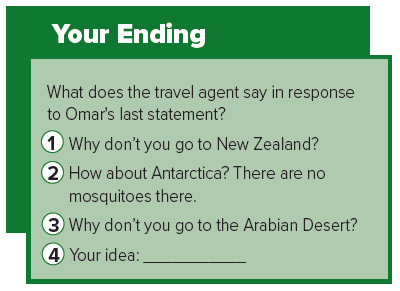 Your Ending
What does the travel agent say in response
to Omar's last statement?
1 Why don’t you go to New Zealand?
2 How about Antarctica? There are no
mosquitoes there.
3 Why don’t you go to the Arabian Desert?
4 Your idea: ____________